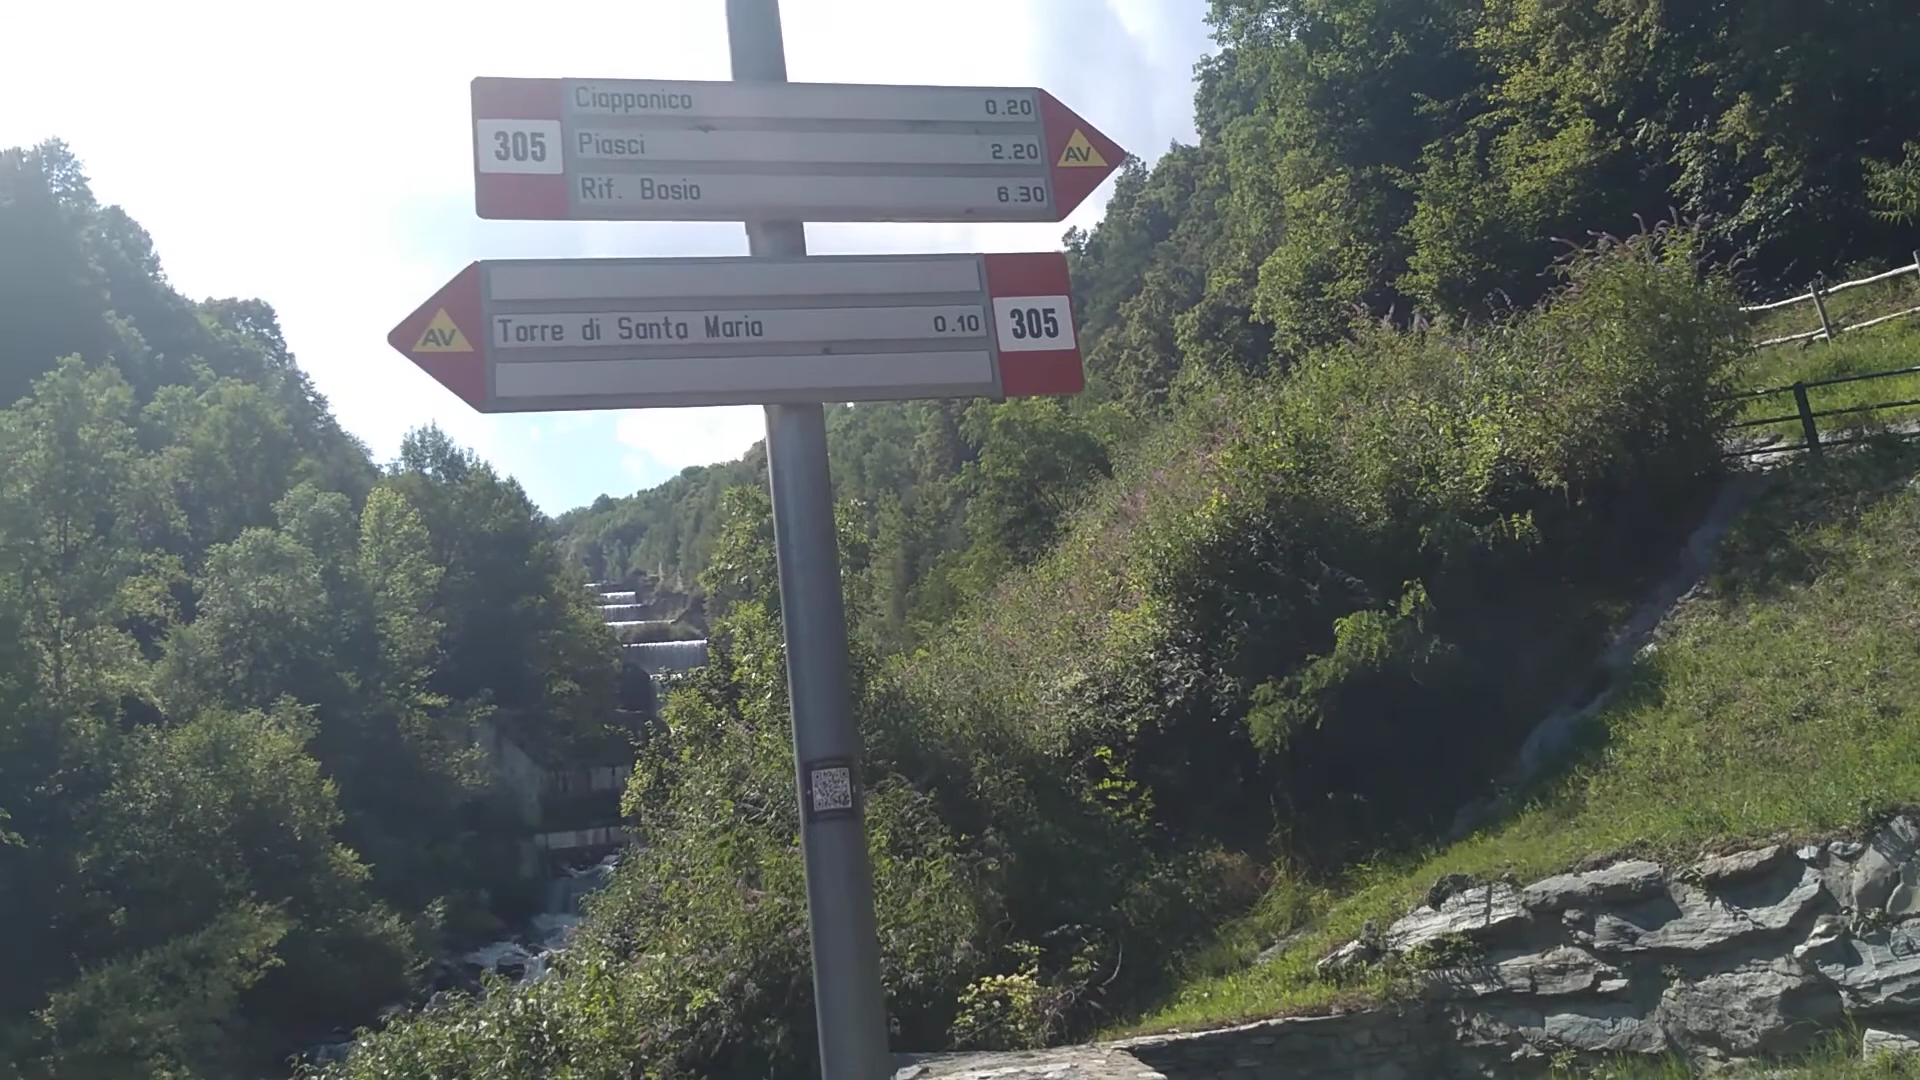 305 Ciappanico 0.20 AV
Piasci 2.20
Rif. Bosio 6.30
AV Torre di Santa Maria 0.10 305